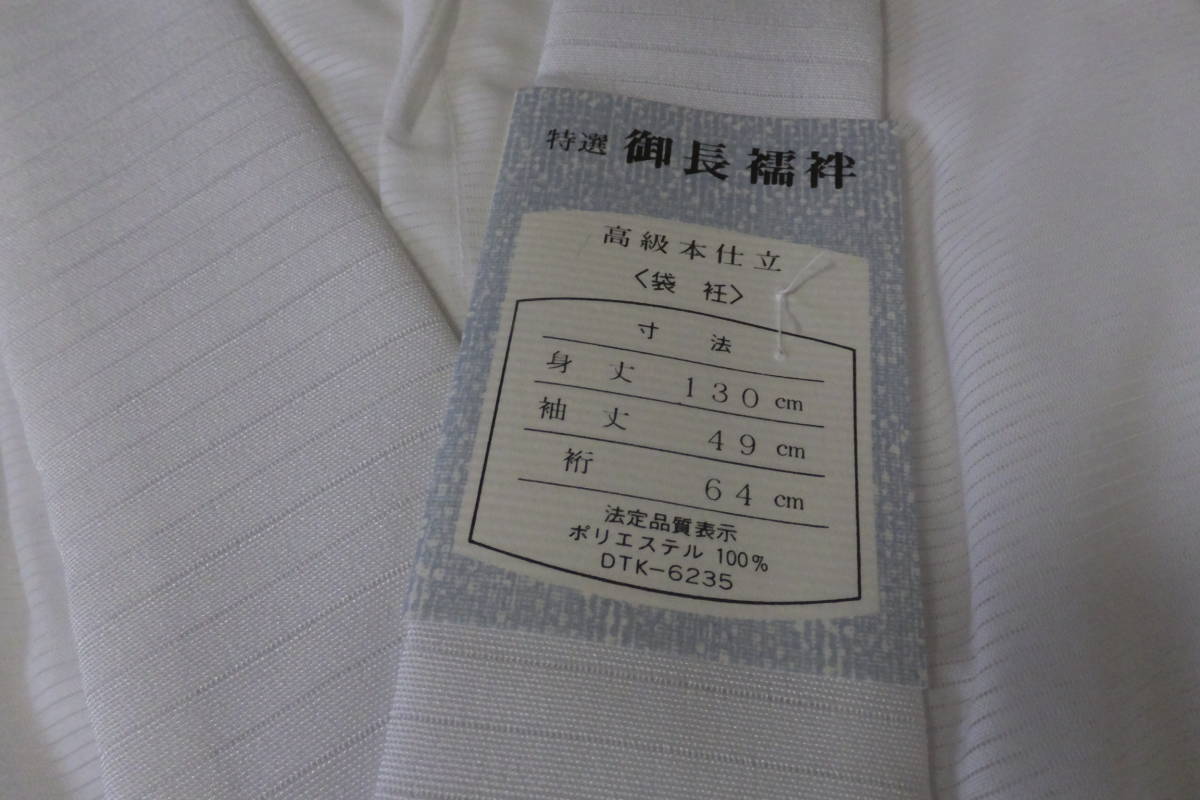 特選 御長襦袢
高級本仕立
〈袋 衽〉
寸 法
身 丈 130 cm
袖 丈 49 cm
裄 64 cm
法定品質表示
ポリエステル 100%
DTK-6235